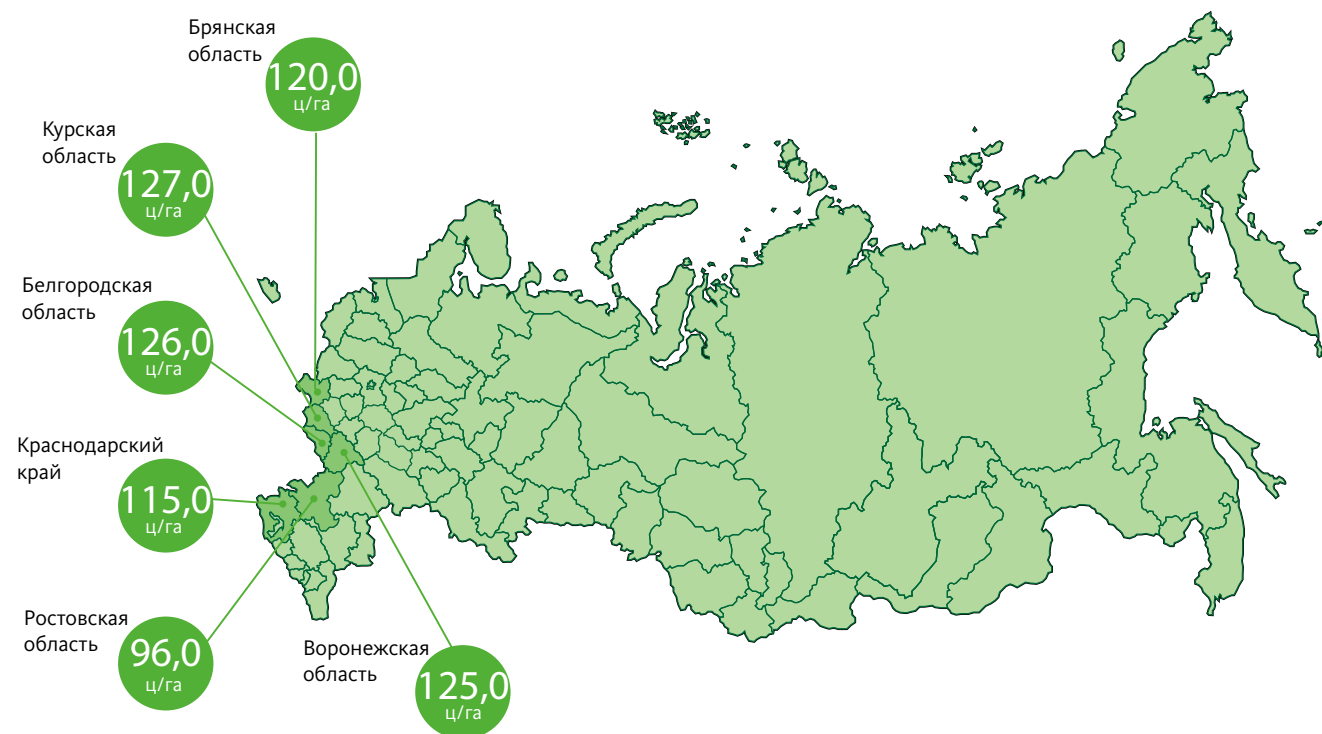 Брянская
область
120,0
ц/га
Курская
область
127,0
ц/га
Белгородская
область
126,0
ц/га
Краснодарский
край
115,0
ц/га
Ростовская
область
96,0
ц/га
Воронежская
область
125,0
ц/га